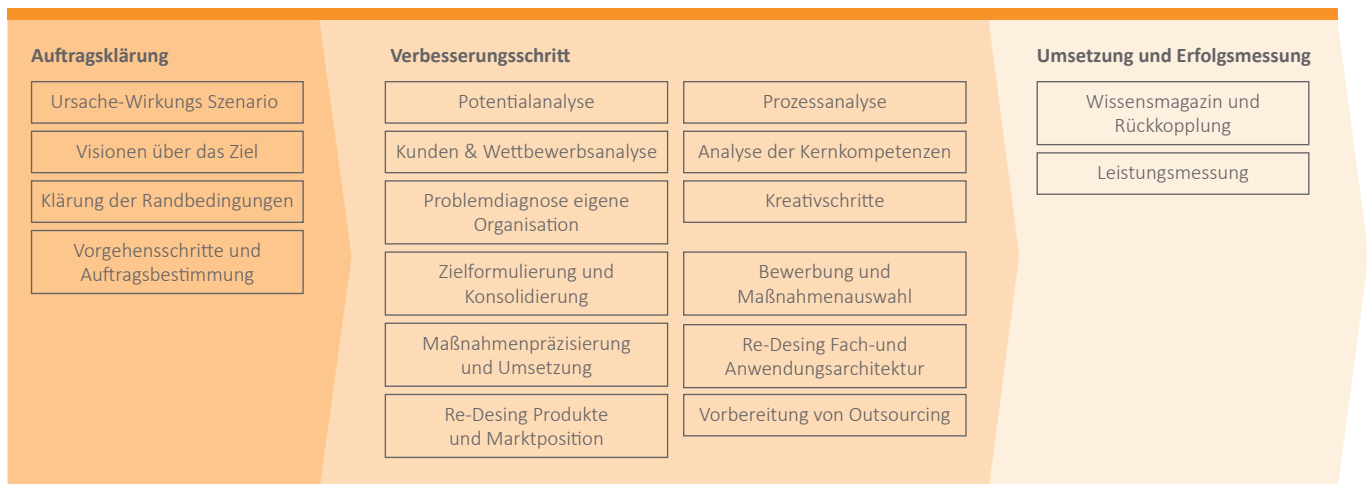 Auftragsklärung
Ursache-Wirkungs Szenario
Visionen über das Ziel
Klärung der Randbedingungen
Vorgehensschritte und
Auftragsbestimmung
Verbesserungsschritt
Potentialanalyse
Prozessanalyse
Kunden & Wettbewerbsanalyse
Analyse der Kernkompetenzen
Problemdiagnose eigene
Organisation
Kreativschritte
Zielformulierung und
Konsolidierung
Bewerbung und
Maßnahmenauswahl
Maßnahmenpräzisierung
und Umsetzung
Re-Desing Fach-und
Anwendungsarchitektur
Re-Desing Produkte
und Marktposition
Vorbereitung von Outsourcing
Umsetzung und Erfolgsmessung
Wissensmagazin und
Rückkopplung
Leistungsmessung